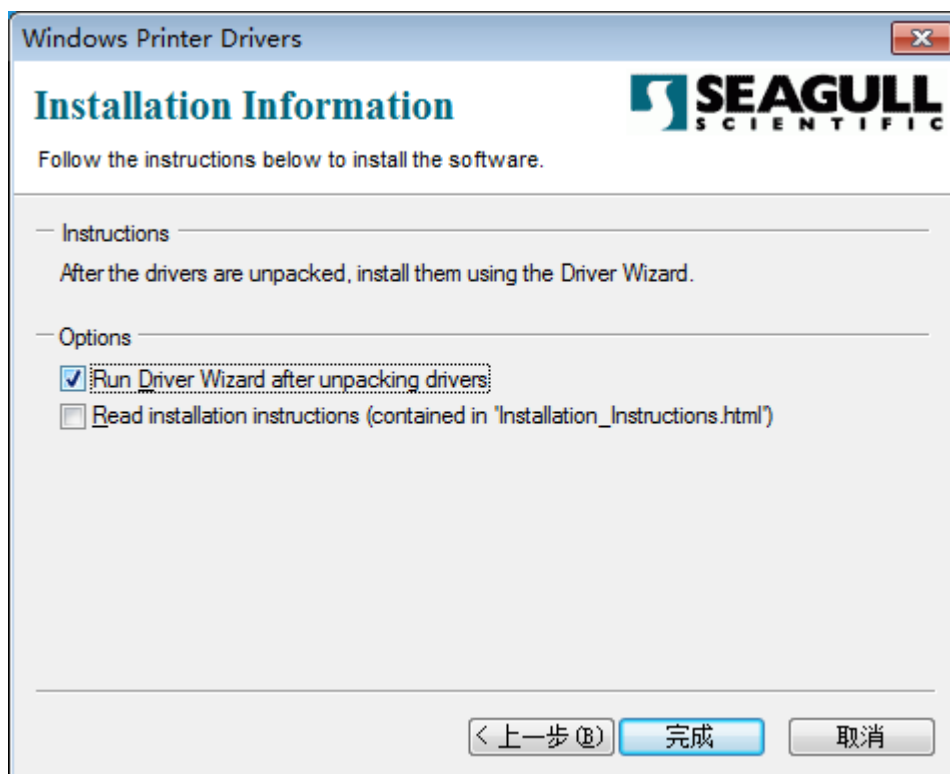 Windows Printer Drivers
Installation Information
SEAGULL
SCIENTIFIC
Follow the instructions below to install the software.
Instructions
After the drivers are unpacked, install them using the Driver Wizard.
Options
Run Driver Wizard after unpacking drivers
Read installation instructions (contained in 'Installation_Instructions.html')
< 上一步(B) 完成 取消